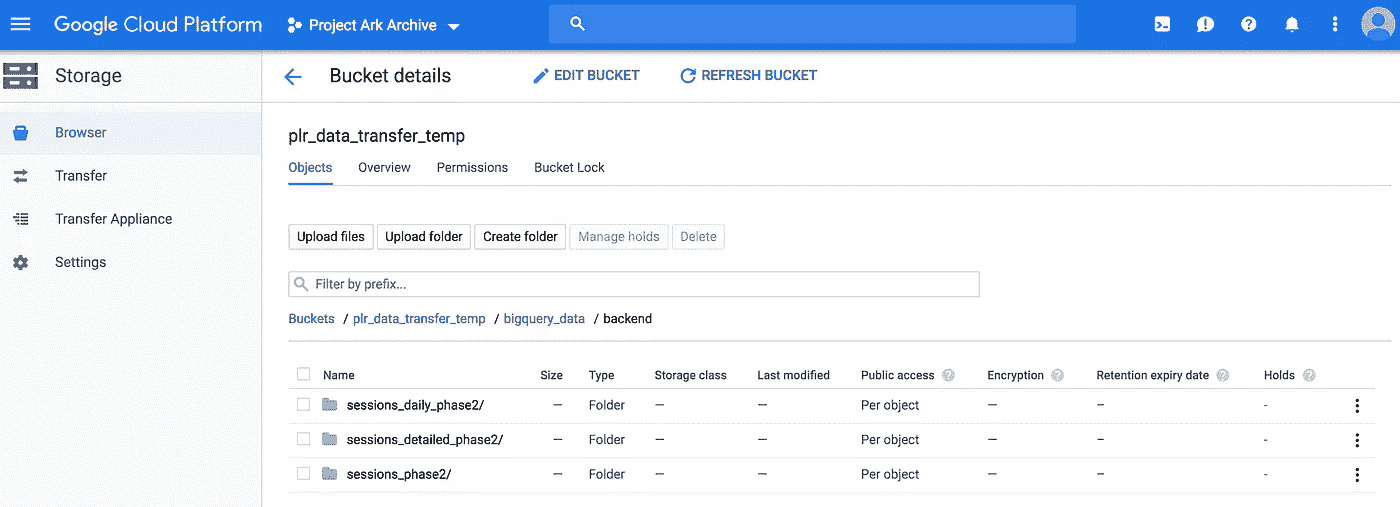 Google Cloud Platform Project Ark Archive
Storage Bucket details EDIT BUCKET REFRESH BUCKET
Browser
Transfer
Transfer Appliance
Settings
plr_data_transfer_temp
Objects Overview Permissions Bucket Lock
Upload files Upload folder Create folder Manage holds Delete
Filter by prefix...
Buckets / plr_data_transfer_temp / bigquery_data / backend
Name Size Type Storage class Last modified Public access Encryption Retention expiry date Holds
sessions_daily_phase2/ — Folder — — Per object — — -
sessions_detailed_phase2/ — Folder — — Per object — — -
sessions_phase2/ — Folder — — Per object — — -